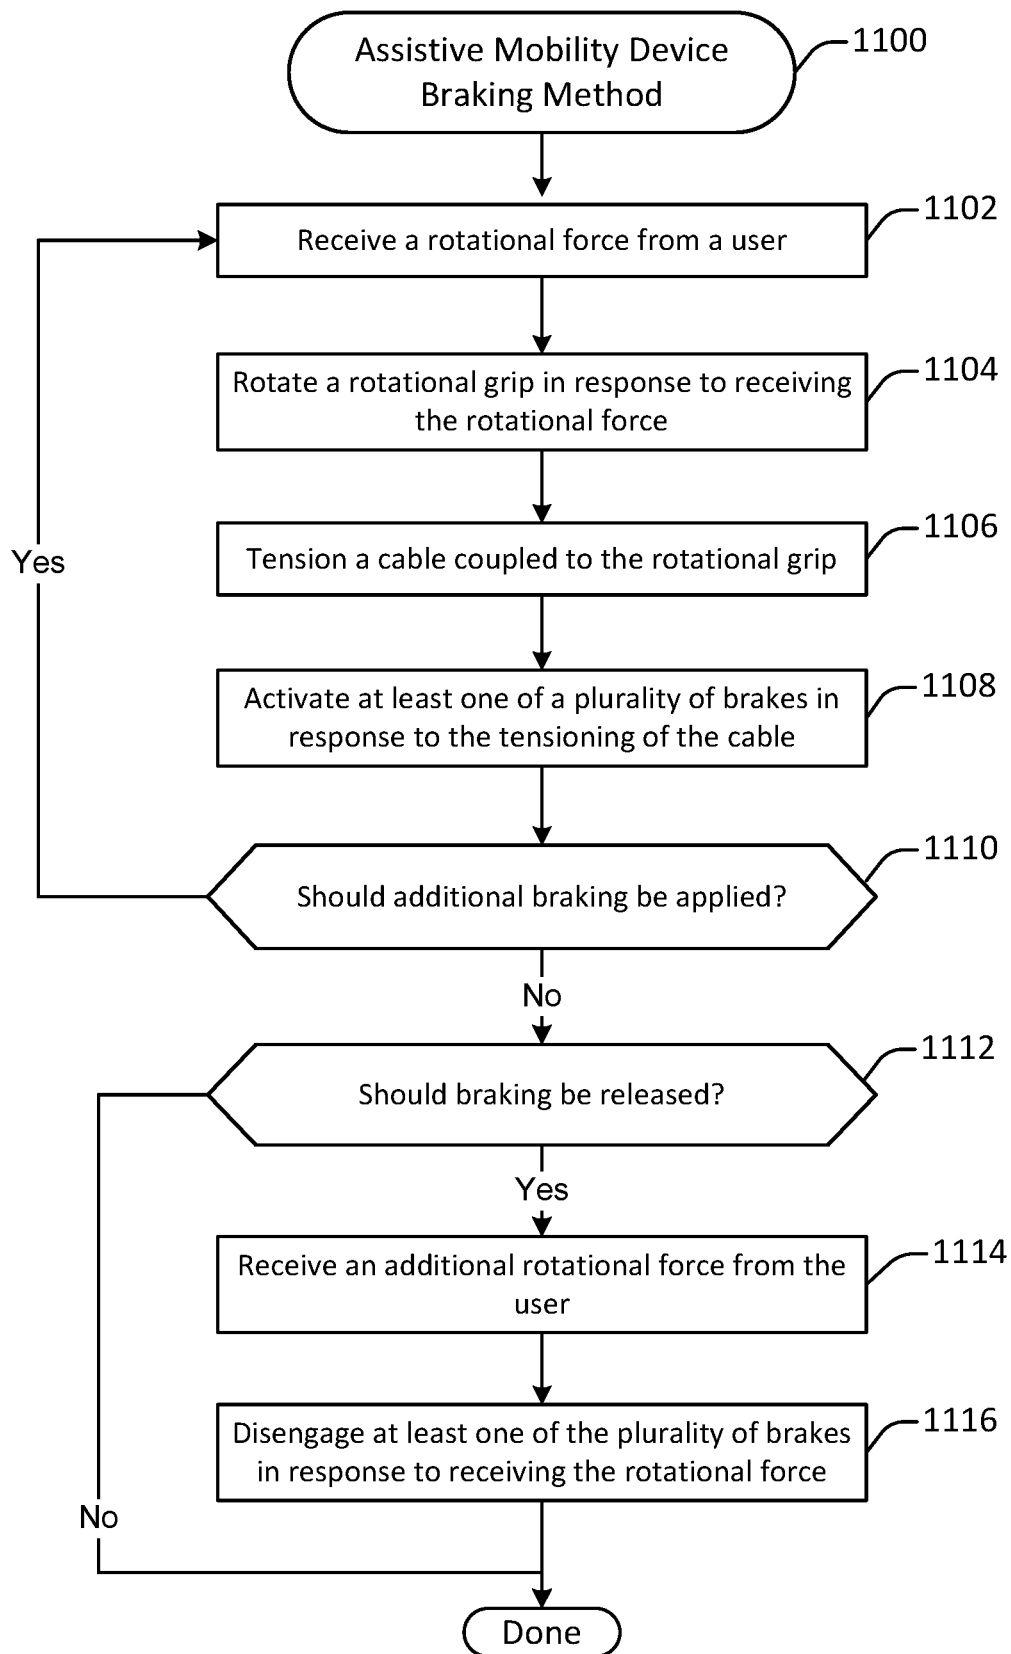 Assistive Mobility Device
Braking Method
1100
Receive a rotational force from a user
1102
Rotate a rotational grip in response to receiving
the rotational force
1104
Tension a cable coupled to the rotational grip
1106
Yes
Activate at least one of a plurality of brakes in
response to the tensioning of the cable
1108
Should additional braking be applied?
1110
No
Should braking be released?
1112
Yes
Receive an additional rotational force from the
user
1114
Disengage at least one of the plurality of brakes
in response to receiving the rotational force
1116
No
Done